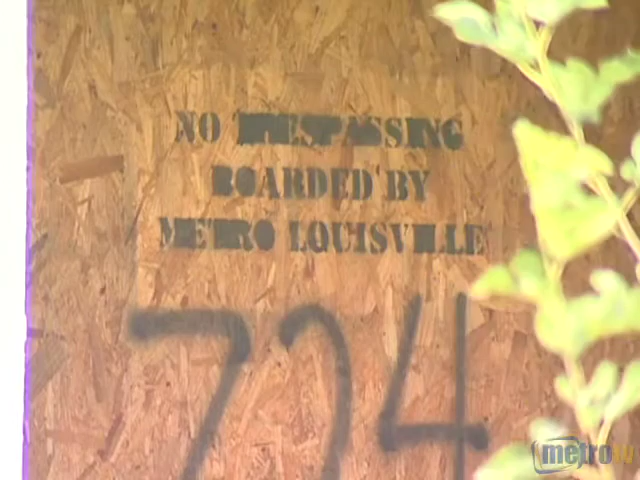 NO TRESPASSING
BOARDED BY
METRO LOUISVILLE
724
metrotv